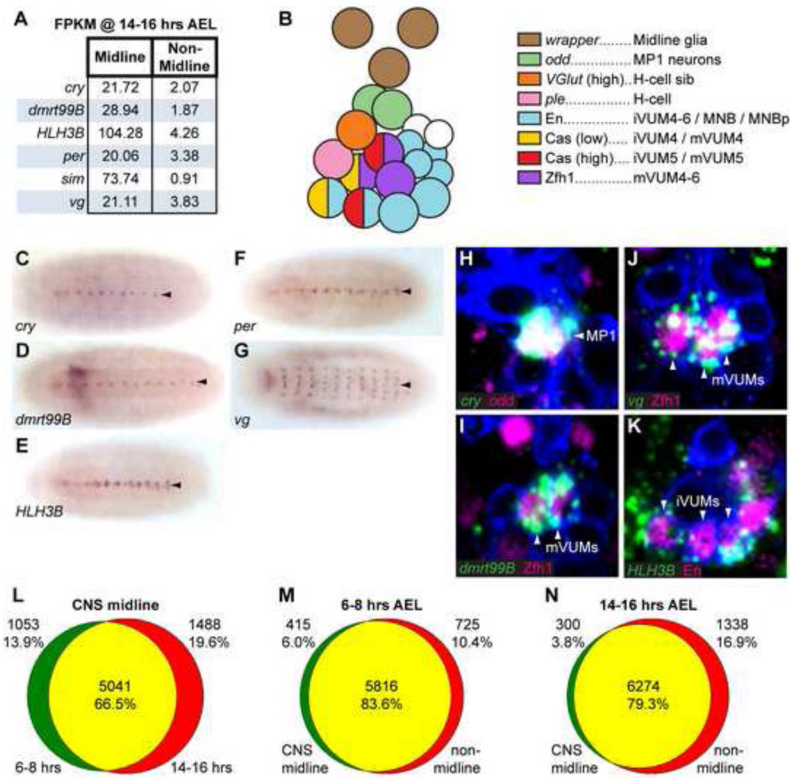 A
FPKM @ 14-16 hrs AEL
Midline Non-Midline
cry 21.72 2.07
dmrt99B 28.94 1.87
HLH3B 104.28 4.26
per 20.06 3.38
sim 73.74 0.91
vg 21.11 3.83
B
wrapper........ Midline glia
odd.............. MP1 neurons
VGlut (high).. H-cell sib
ple................ H-cell
En................. iVUM4-6 / MNB / MNBp
Cas (low)..... iVUM4 / mVUM4
Cas (high).... iVUM5 / mVUM5
Zfh1.............. mVUM4-6
C
cry
D
dmrt99B
E
HLH3B
F
per
G
vg
H
MP1
cry odd
I
mVUMs
dmrt99B Zfh1
J
mVUMs
vg Zfh1
K
iVUMs
HLH3B En
L
CNS midline
1053
13.9%
1488
19.6%
5041
66.5%
6-8 hrs
14-16 hrs
M
6-8 hrs AEL
415
6.0%
725
10.4%
5816
83.6%
CNS
midline
non-
midline
N
14-16 hrs AEL
300
3.8%
1338
16.9%
6274
79.3%
CNS
midline
non-
midline